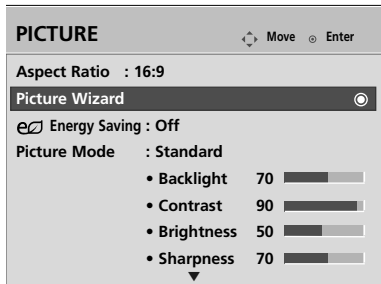 PICTURE Move Enter
Aspect Ratio : 16:9
Picture Wizard
Energy Saving : Off
Picture Mode : Standard
• Backlight 70
• Contrast 90
• Brightness 50
• Sharpness 70